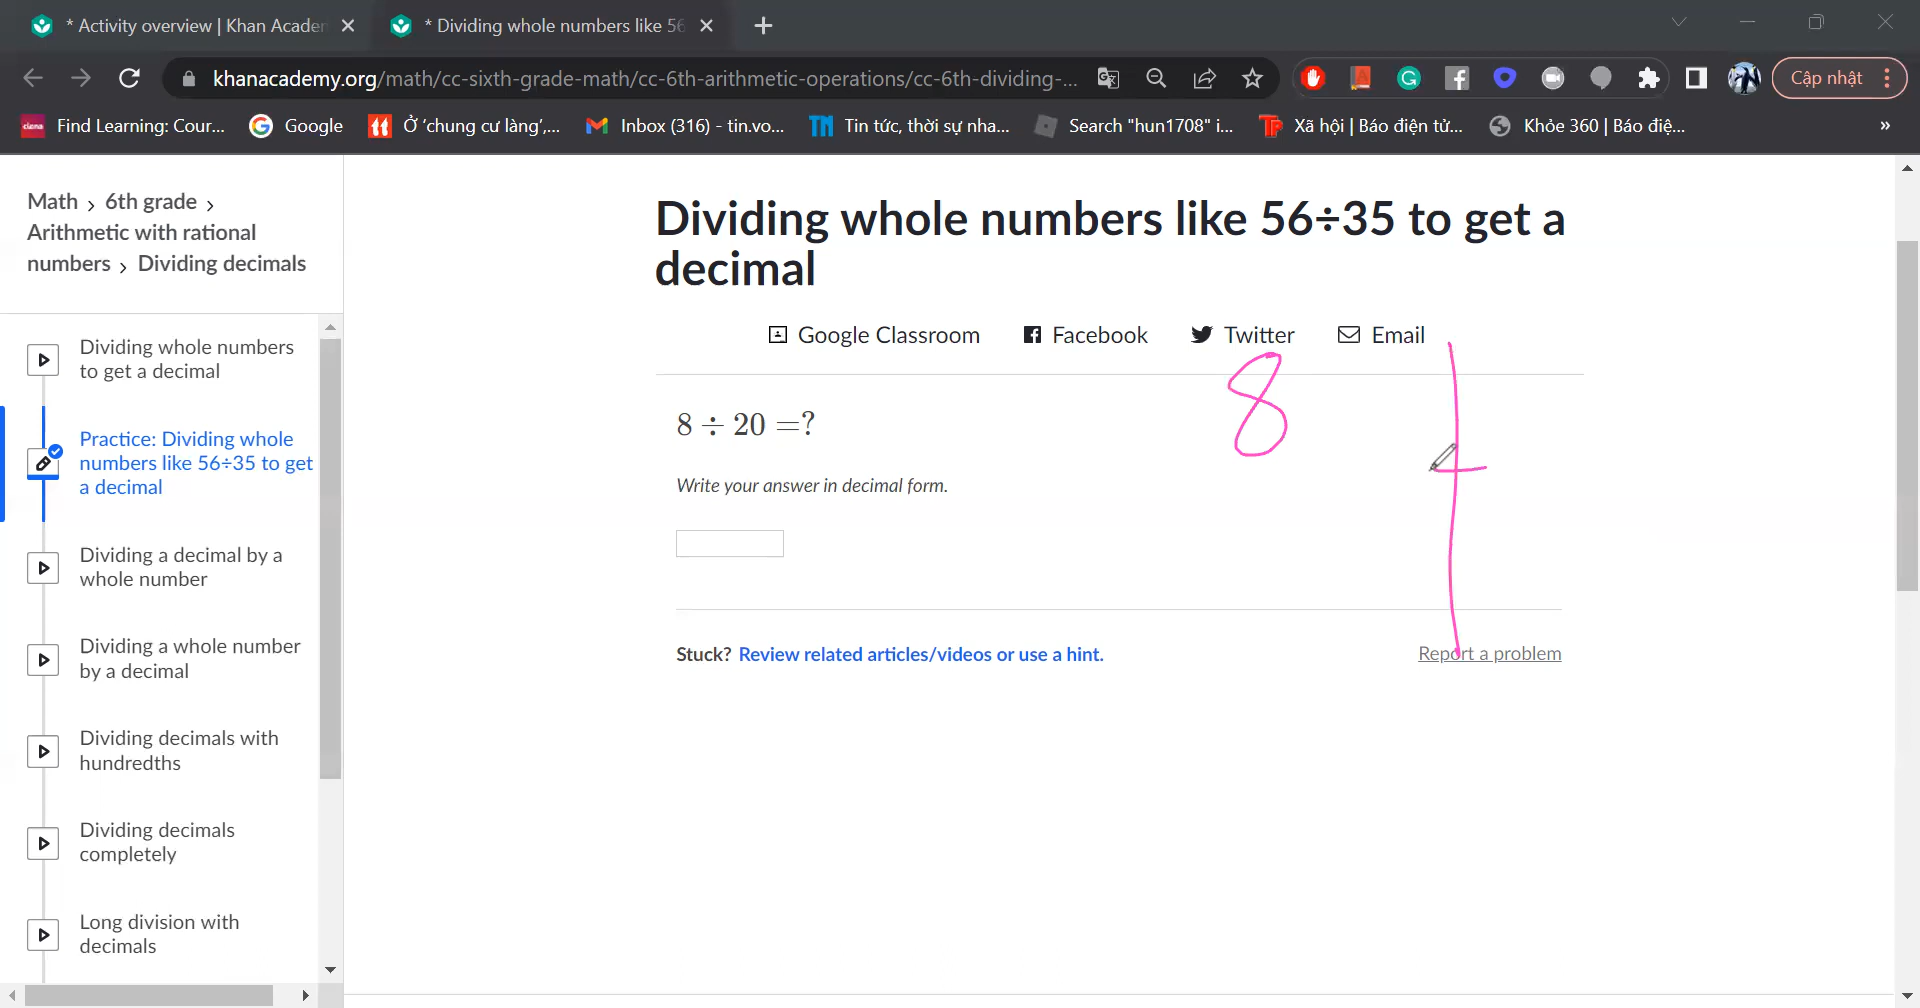 * Activity overview | Khan Academ
* Dividing whole numbers like 56
khanacademy.org/math/cc-sixth-grade-math/cc-6th-arithmetic-operations/cc-6th-dividing-...
Cập nhật
ciena
Find Learning: Cour...
Google
Ở ‘chung cư làng’,...
Inbox (316) - tin.vo...
TN
Tin tức, thời sự nha...
Search "hun1708" i...
Xã hội | Báo điện tử...
Khỏe 360 | Báo điệ...
»
Math > 6th grade >
Arithmetic with rational
numbers > Dividing decimals
Dividing whole numbers
to get a decimal
Practice: Dividing whole
numbers like 56÷35 to get
a decimal
Dividing a decimal by a
whole number
Dividing a whole number
by a decimal
Dividing decimals with
hundredths
Dividing decimals
completely
Long division with
decimals
Dividing whole numbers like 56÷35 to get a
decimal
Google Classroom
Facebook
Twitter
Email
8
8 ÷ 20 =?
Write your answer in decimal form.
Stuck? Review related articles/videos or use a hint.
Report a problem